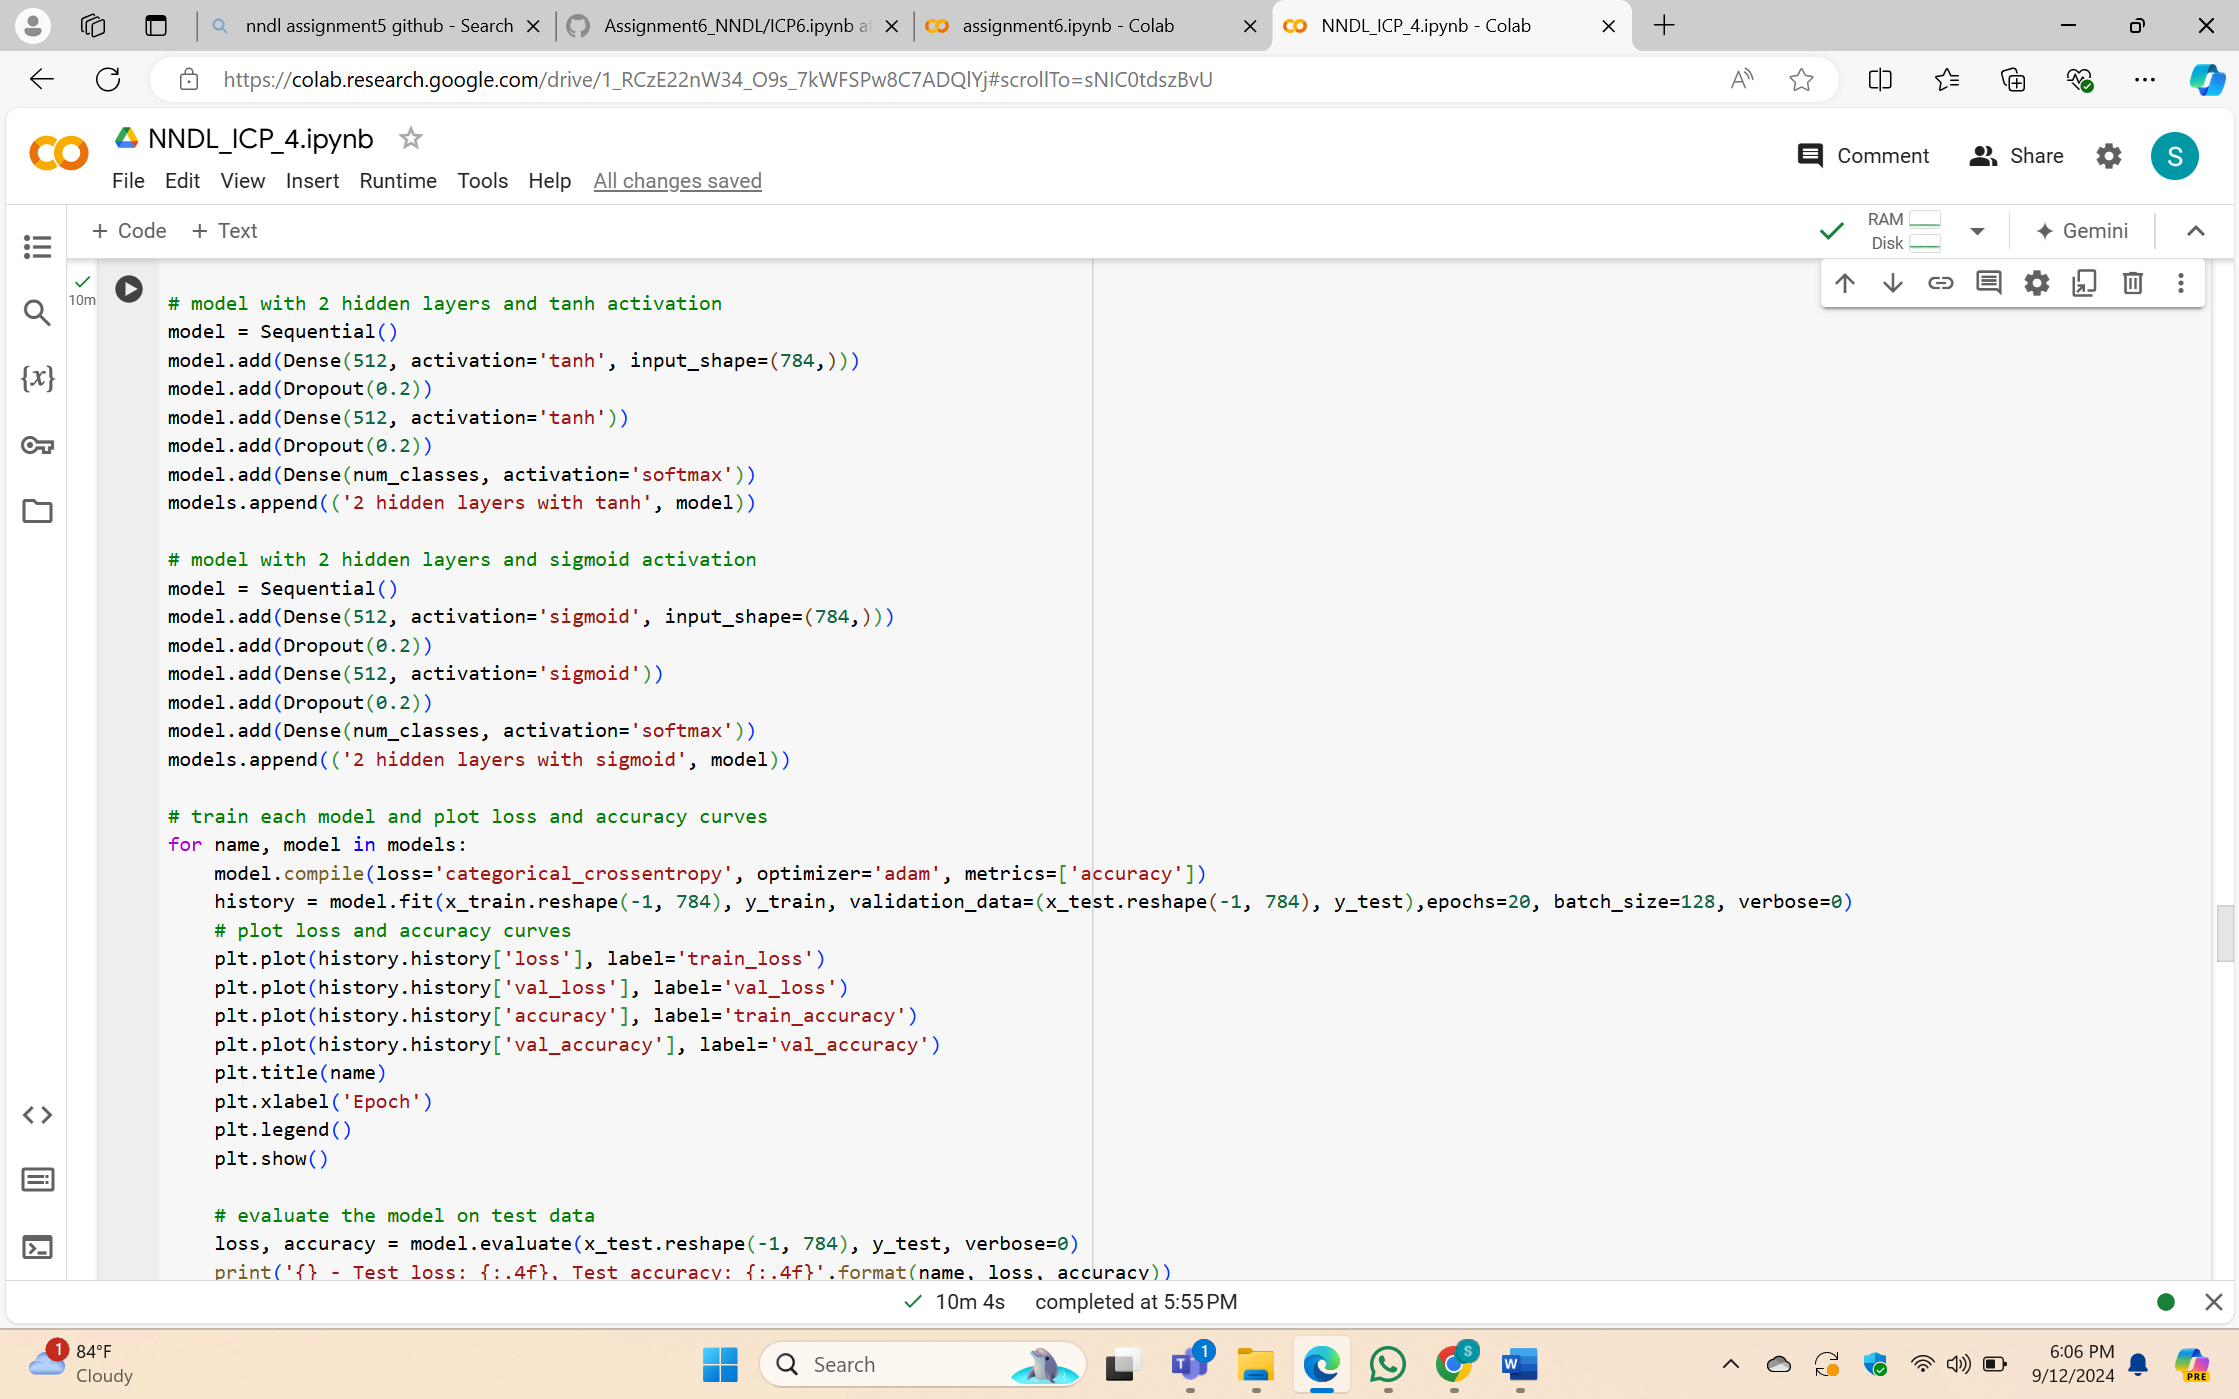 nndl assignment5 github - Search
Assignment6_NNDL/ICP6.ipynb at
assignment6.ipynb - Colab
NNDL_ICP_4.ipynb - Colab
https://colab.research.google.com/drive/1_RCzE22nW34_O9s_7kWFSPw8C7ADQlYj#scrollTo=sNIC0tdszBvU
NNDL_ICP_4.ipynb
Comment
Share
S
File Edit View Insert Runtime Tools Help All changes saved
+ Code + Text
RAM
Disk
Gemini
10m
# model with 2 hidden layers and tanh activation
model = Sequential()
model.add(Dense(512, activation='tanh', input_shape=(784,)))
model.add(Dropout(0.2))
model.add(Dense(512, activation='tanh'))
model.add(Dropout(0.2))
model.add(Dense(num_classes, activation='softmax'))
models.append(('2 hidden layers with tanh', model))
# model with 2 hidden layers and sigmoid activation
model = Sequential()
model.add(Dense(512, activation='sigmoid', input_shape=(784,)))
model.add(Dropout(0.2))
model.add(Dense(512, activation='sigmoid'))
model.add(Dropout(0.2))
model.add(Dense(num_classes, activation='softmax'))
models.append(('2 hidden layers with sigmoid', model))
# train each model and plot loss and accuracy curves
for name, model in models:
    model.compile(loss='categorical_crossentropy', optimizer='adam', metrics=['accuracy'])
    history = model.fit(x_train.reshape(-1, 784), y_train, validation_data=(x_test.reshape(-1, 784), y_test),epochs=20, batch_size=128, verbose=0)
    # plot loss and accuracy curves
    plt.plot(history.history['loss'], label='train_loss')
    plt.plot(history.history['val_loss'], label='val_loss')
    plt.plot(history.history['accuracy'], label='train_accuracy')
    plt.plot(history.history['val_accuracy'], label='val_accuracy')
    plt.title(name)
    plt.xlabel('Epoch')
    plt.legend()
    plt.show()
    # evaluate the model on test data
    loss, accuracy = model.evaluate(x_test.reshape(-1, 784), y_test, verbose=0)
    print('{} - Test loss: {:.4f}, Test accuracy: {:.4f}'.format(name, loss, accuracy))
{x}
10m 4s completed at 5:55 PM
1
84°F
Cloudy
Search
1
S
6:06 PM
9/12/2024
PRE